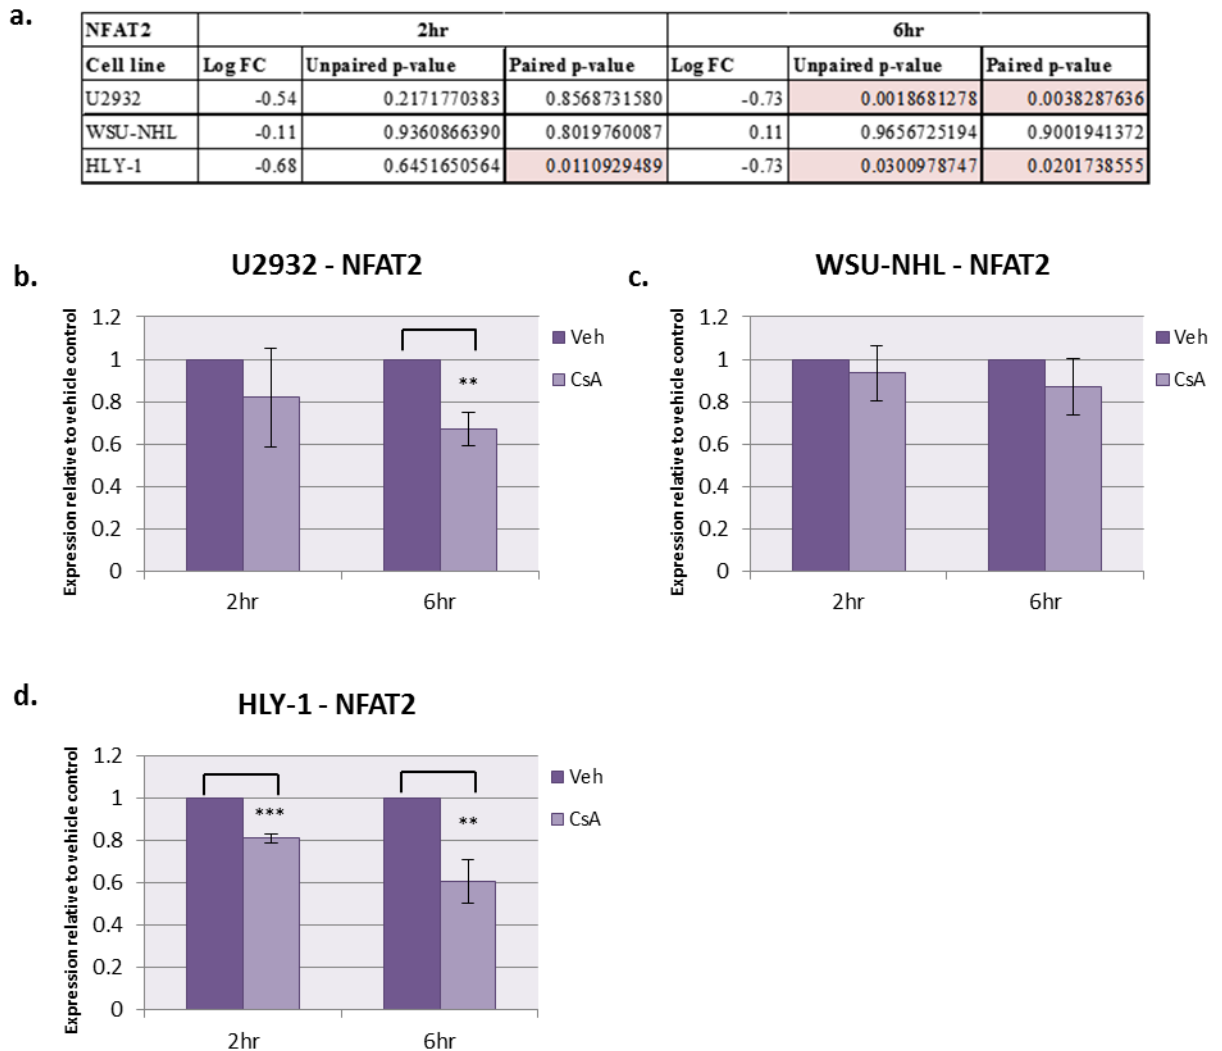 a.
NFAT2 2hr 6hr
Cell line Log FC Unpaired p-value Paired p-value Log FC Unpaired p-value Paired p-value
U2932 -0.54 0.2171770383 0.8568731580 -0.73 0.0018681278 0.0038287636
WSU-NHL -0.11 0.9360866390 0.8019760087 0.11 0.9656725194 0.9001941372
HLY-1 -0.68 0.6451650564 0.0110929489 -0.73 0.0300978747 0.0201738555
b.
U2932 - NFAT2
Expression relative to vehicle control
1.2
1
0.8
0.6
0.4
0.2
0
**
2hr 6hr
Veh
CsA
c.
WSU-NHL - NFAT2
Expression relative to vehicle control
1.2
1
0.8
0.6
0.4
0.2
0
2hr 6hr
Veh
CsA
d.
HLY-1 - NFAT2
Expression relative to vehicle control
1.2
1
0.8
0.6
0.4
0.2
0
*** **
2hr 6hr
Veh
CsA